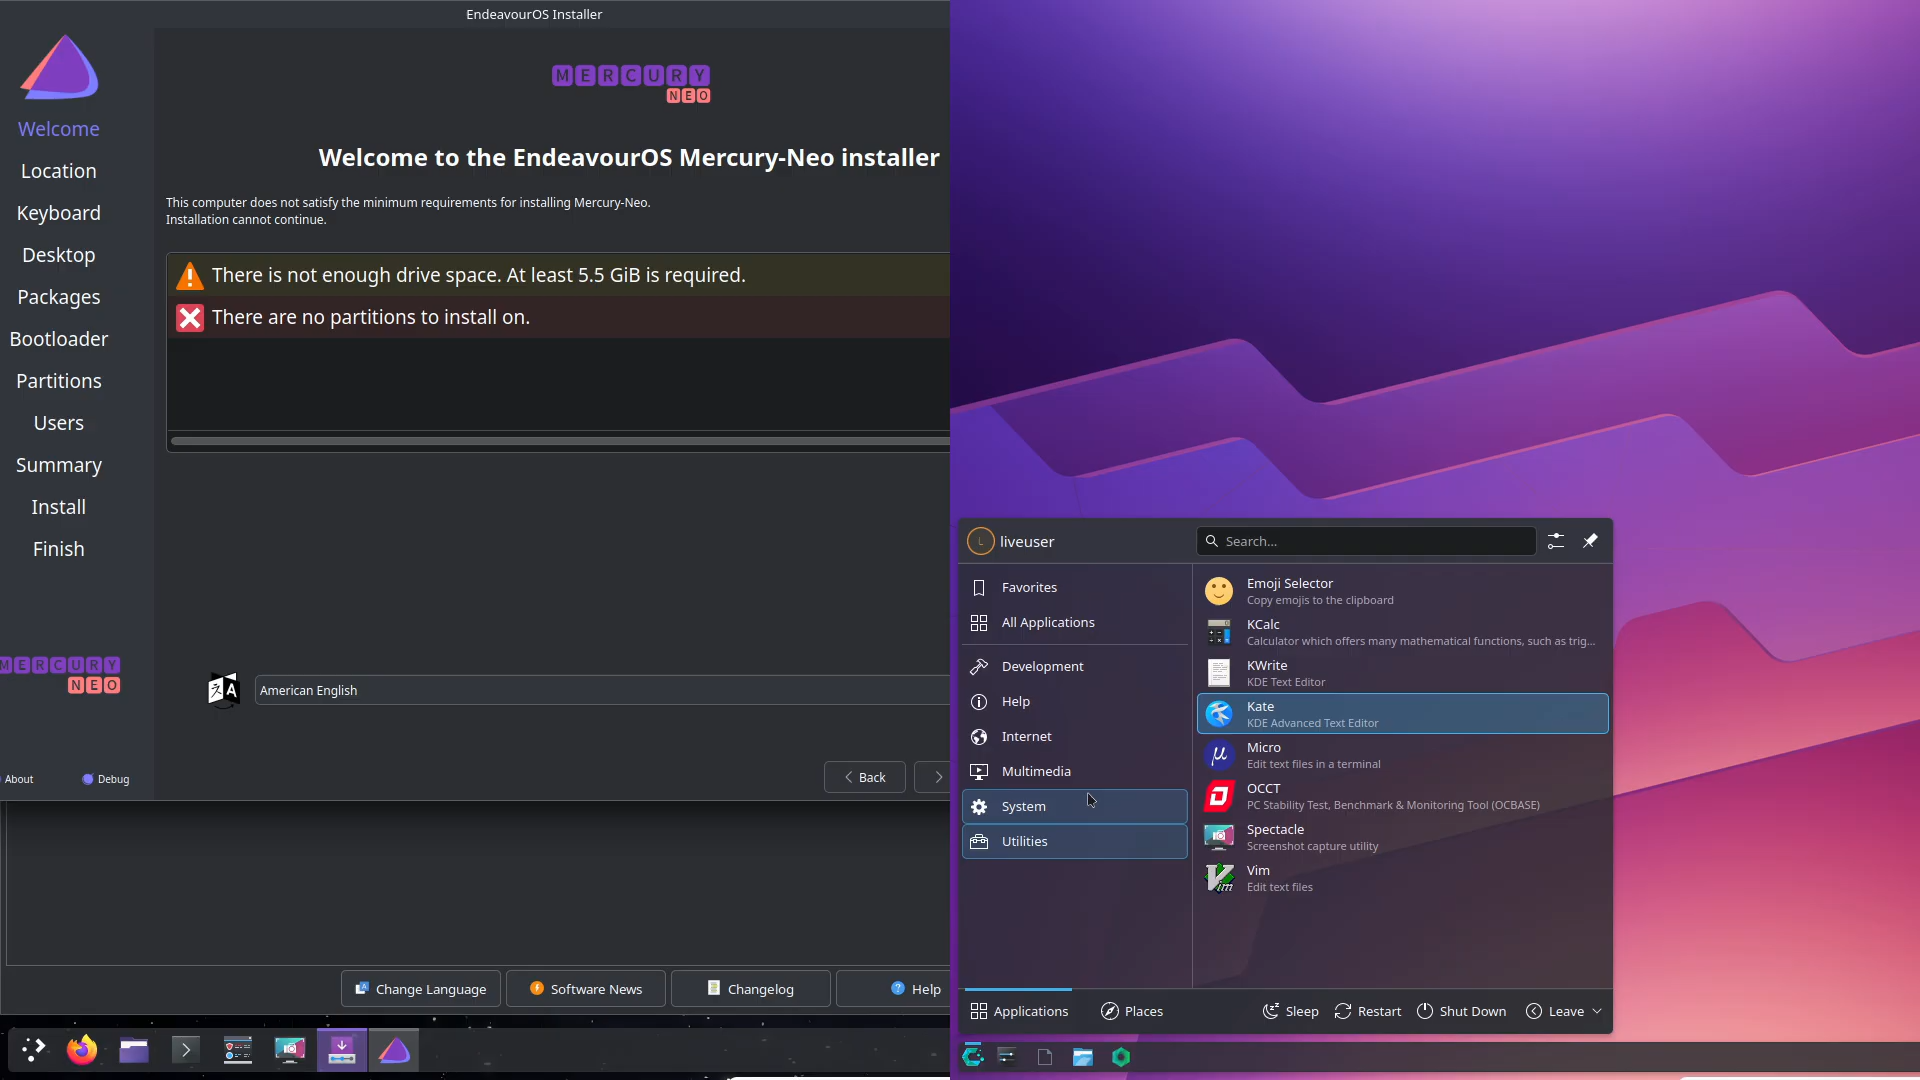 EndeavourOS Installer
MERCURY
NEO
Welcome
Location
Keyboard
Desktop
Packages
Bootloader
Partitions
Users
Summary
Install
Finish
MERCURY
NEO
About
Debug
Welcome to the EndeavourOS Mercury-Neo installer
This computer does not satisfy the minimum requirements for installing Mercury-Neo.
Installation cannot continue.
There is not enough drive space. At least 5.5 GiB is required.
There are no partitions to install on.
American English
Back
Change Language
Software News
Changelog
Help
liveuser
Search...
Favorites
All Applications
Development
Help
Internet
Multimedia
System
Utilities
Emoji Selector
Copy emojis to the clipboard
KCalc
Calculator which offers many mathematical functions, such as trig...
KWrite
KDE Text Editor
Kate
KDE Advanced Text Editor
Micro
Edit text files in a terminal
OCCT
PC Stability Test, Benchmark & Monitoring Tool (OCBASE)
Spectacle
Screenshot capture utility
Vim
Edit text files
Applications
Places
Sleep
Restart
Shut Down
Leave